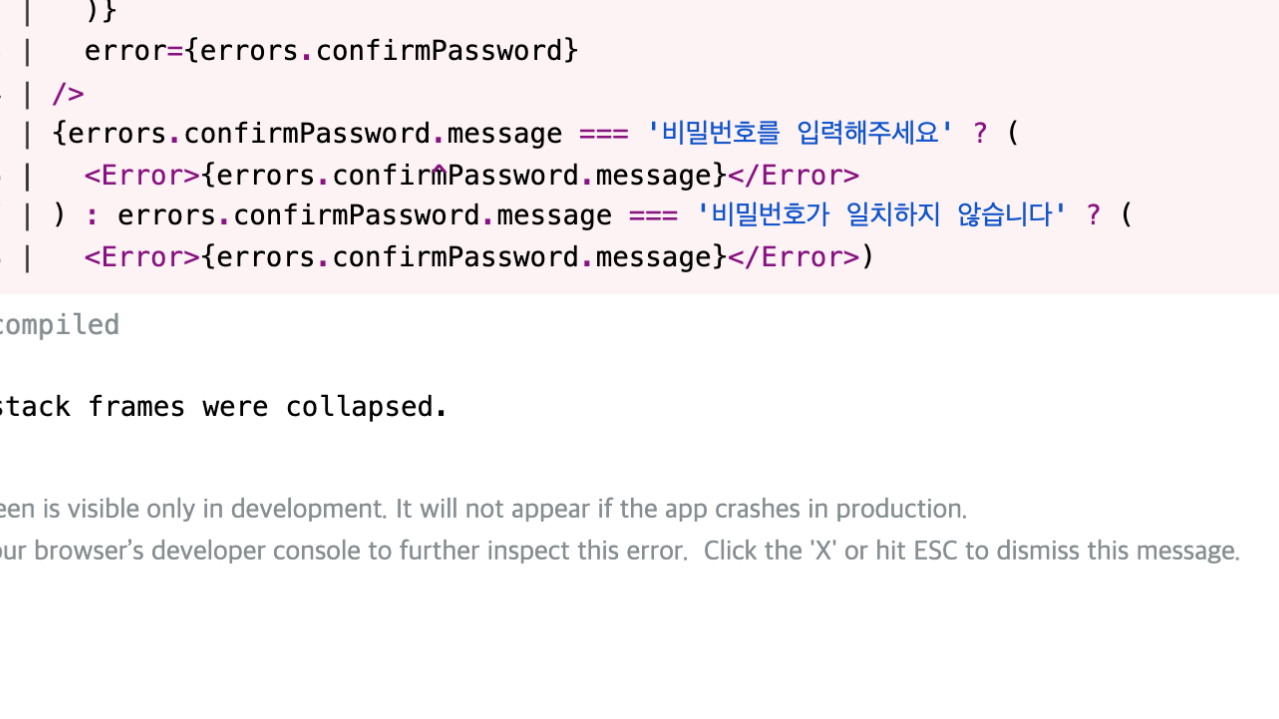 | )}
| error={errors.confirmPassword}
| />
| {errors.confirmPassword.message === '비밀번호를 입력해주세요' ? (
^
| <Error>{errors.confirmPassword.message}</Error>
| ) : errors.confirmPassword.message === '비밀번호가 일치하지 않습니다' ? (
| <Error>{errors.confirmPassword.message}</Error>)
compiled
stack frames were collapsed.
een is visible only in development. It will not appear if the app crashes in production.
our browser’s developer console to further inspect this error. Click the 'X' or hit ESC to dismiss this message.